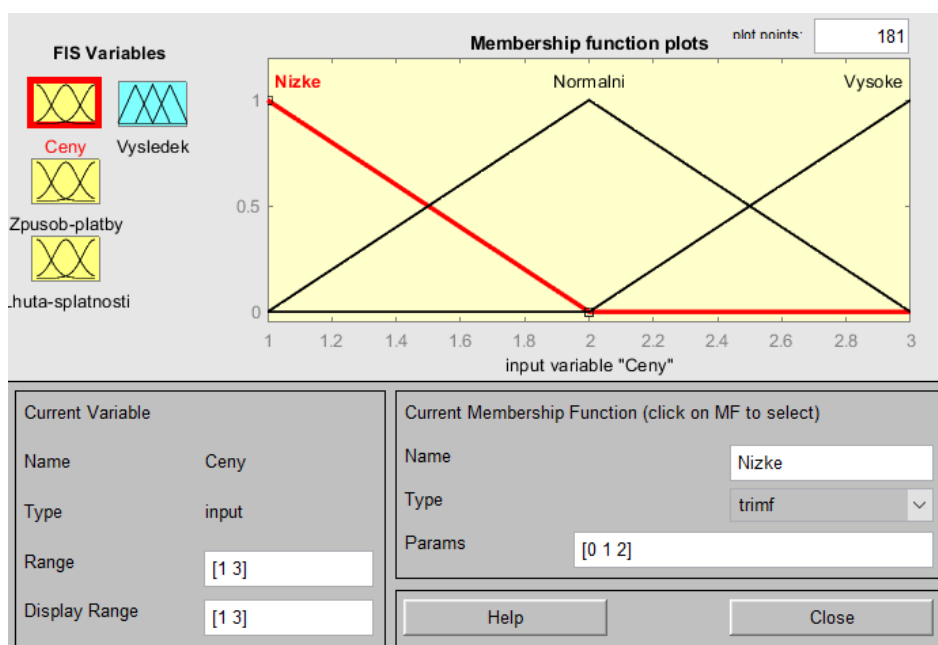 FIS Variables
Ceny
Vysledek
Zpusob-platby
huta-splatnosti
Membership function plots
plot points:
181
Nizke
Normalni
Vysoke
1
0.5
0
1
1.2
1.4
1.6
1.8
2
2.2
2.4
2.6
2.8
3
input variable "Ceny"
Current Variable
Name
Ceny
Type
input
Range
[1 3]
Display Range
[1 3]
Current Membership Function (click on MF to select)
Name
Nizke
Type
trimf
Params
[0 1 2]
Help
Close